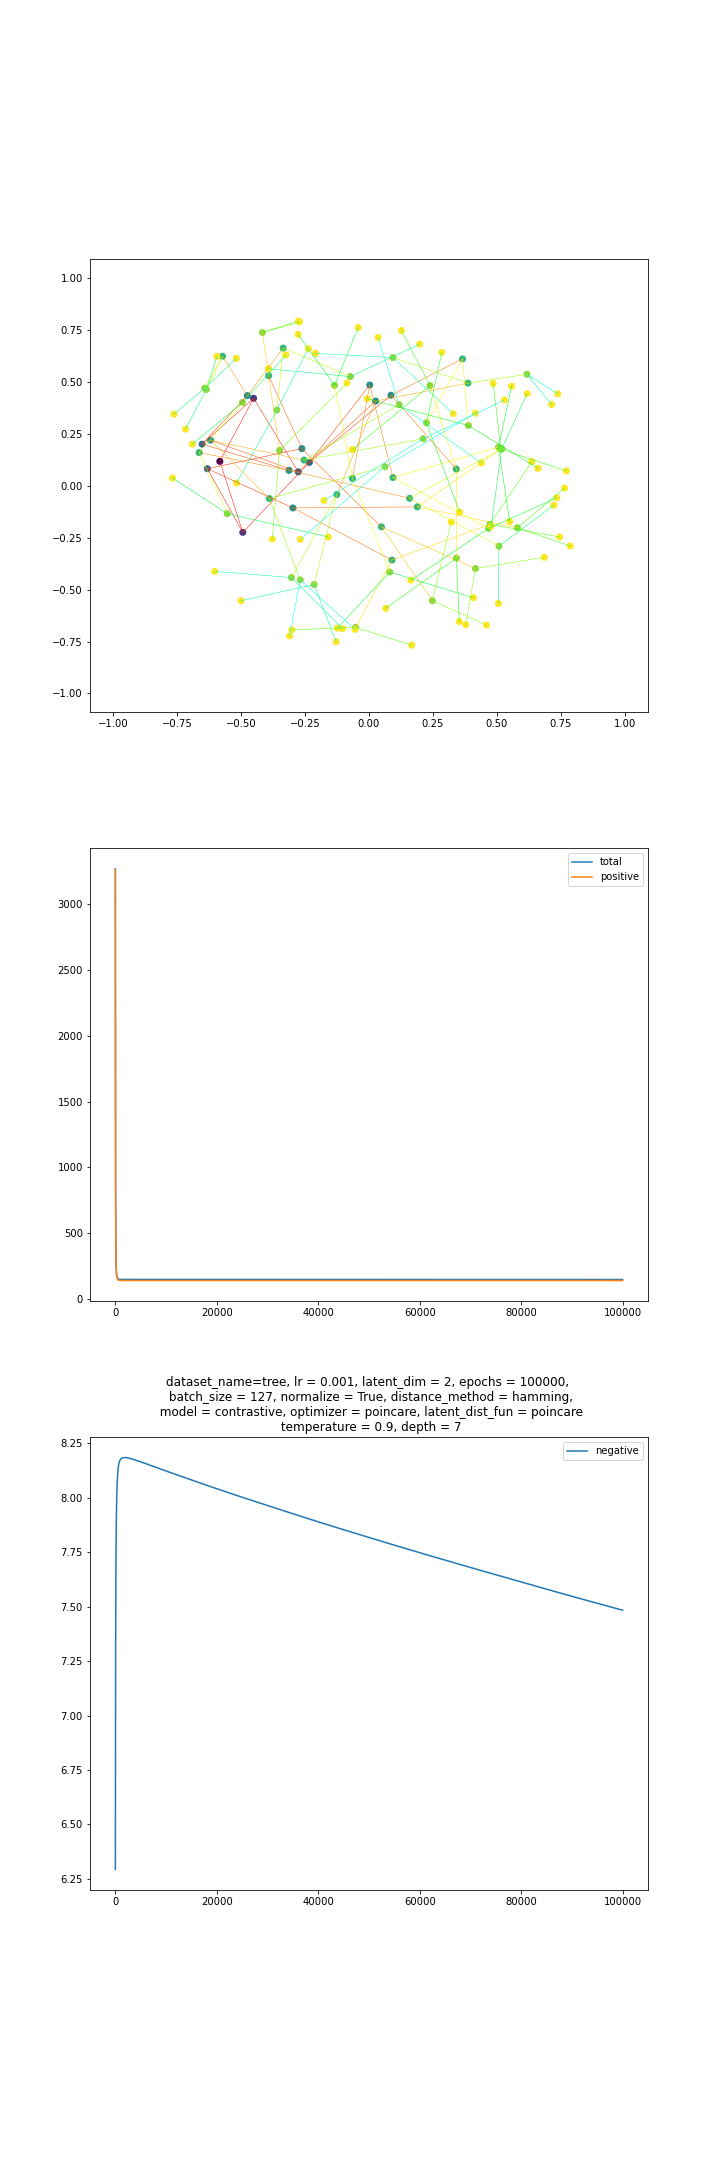 1.00
0.75
0.50
0.25
0.00
−0.25
−0.50
−0.75
−1.00
−1.00 −0.75 −0.50 −0.25 0.00 0.25 0.50 0.75 1.00
total
positive
3000
2500
2000
1500
1000
500
0
0 20000 40000 60000 80000 100000
dataset_name=tree, lr = 0.001, latent_dim = 2, epochs = 100000,
batch_size = 127, normalize = True, distance_method = hamming,
model = contrastive, optimizer = poincare, latent_dist_fun = poincare
temperature = 0.9, depth = 7
negative
8.25
8.00
7.75
7.50
7.25
7.00
6.75
6.50
6.25
0 20000 40000 60000 80000 100000